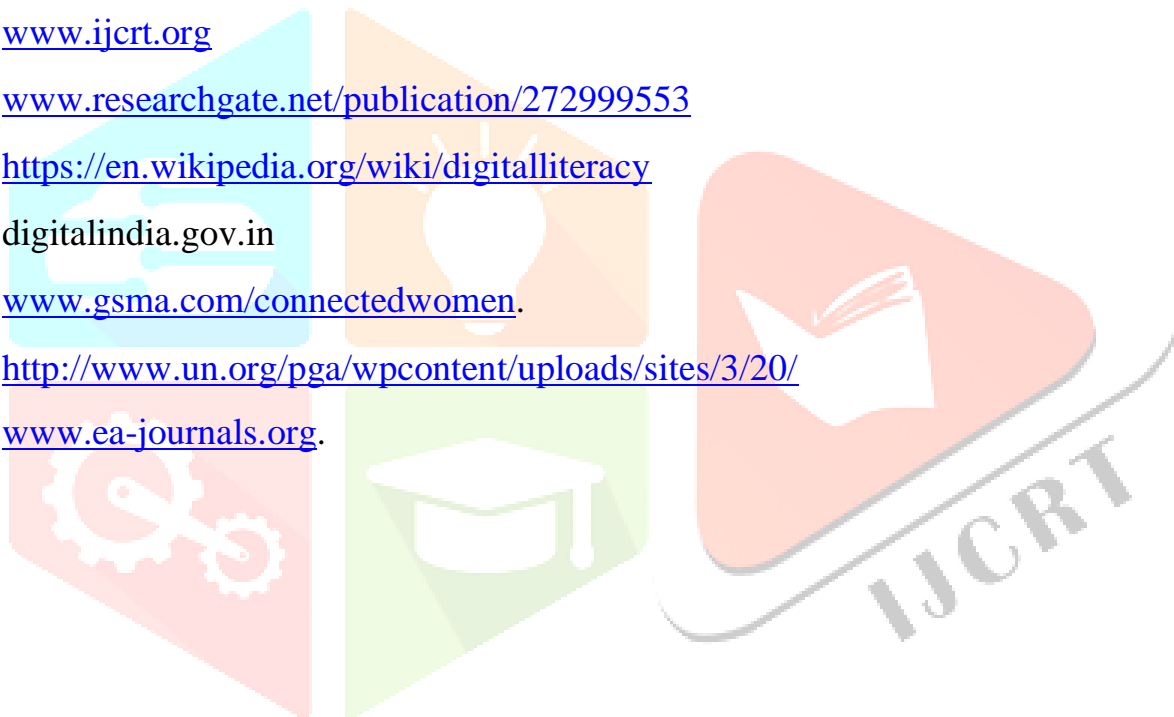 www.ijcrt.org
www.researchgate.net/publication/272999553
https://en.wikipedia.org/wiki/digitalliteracy
digitalindia.gov.in
www.gsma.com/connectedwomen.
http://www.un.org/pga/wpcontent/uploads/sites/3/20/
www.ea-journals.org.
IJCRT